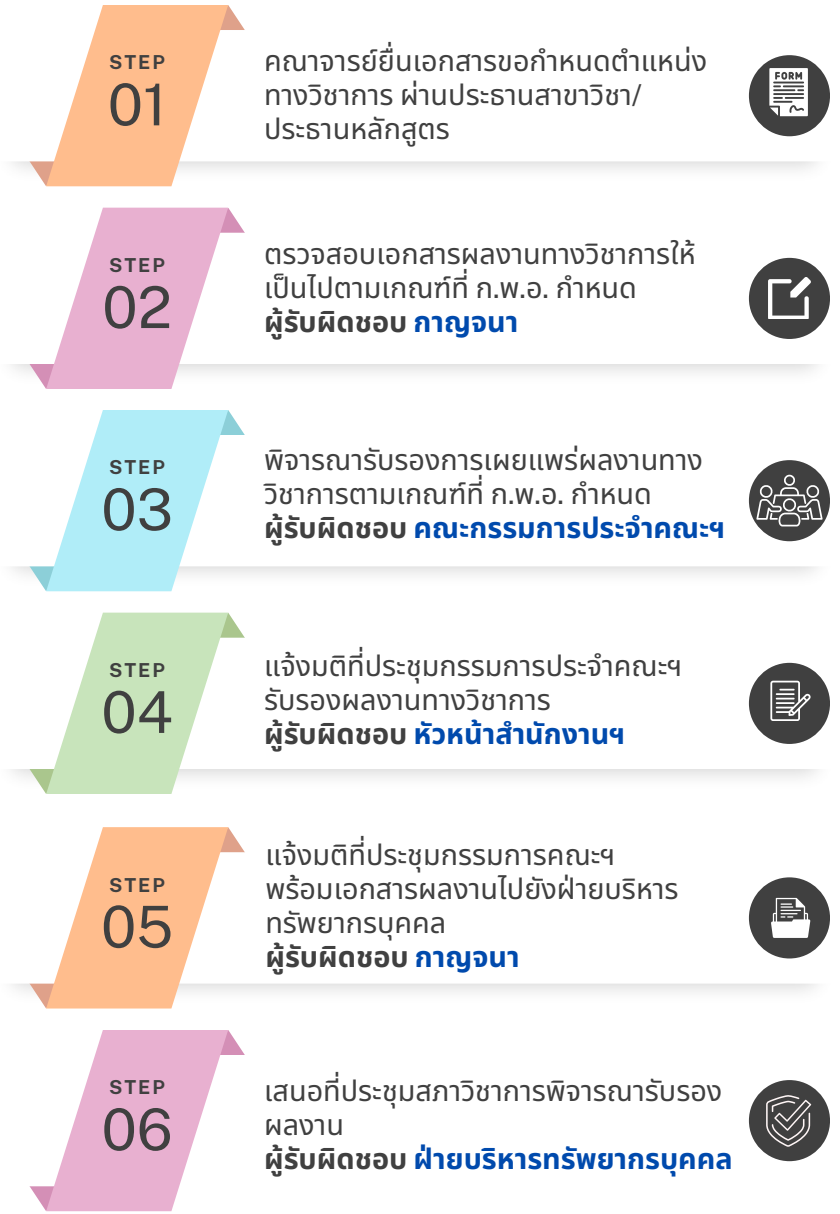 STEP
01
คณาจารย์ยื่นเอกสารขอกำหนดตำแหน่ง
ทางวิชาการ ผ่านประธานสาขาวิชา/
ประธานหลักสูตร
FORM
STEP
02
ตรวจสอบเอกสารผลงานทางวิชาการให้
เป็นไปตามเกณฑ์ที่ ก.พ.อ. กำหนด
ผู้รับผิดชอบ กาญจนา
STEP
03
พิจารณารับรองการเผยแพร่ผลงานทาง
วิชาการตามเกณฑ์ที่ ก.พ.อ. กำหนด
ผู้รับผิดชอบ คณะกรรมการประจำคณะฯ
STEP
04
แจ้งมติที่ประชุมกรรมการประจำคณะฯ
รับรองผลงานทางวิชาการ
ผู้รับผิดชอบ หัวหน้าสำนักงานฯ
STEP
05
แจ้งมติที่ประชุมกรรมการคณะฯ
พร้อมเอกสารผลงานไปยังฝ่ายบริหาร
ทรัพยากรบุคคล
ผู้รับผิดชอบ กาญจนา
STEP
06
เสนอที่ประชุมสภาวิชาการพิจารณารับรอง
ผลงาน
ผู้รับผิดชอบ ฝ่ายบริหารทรัพยากรบุคคล